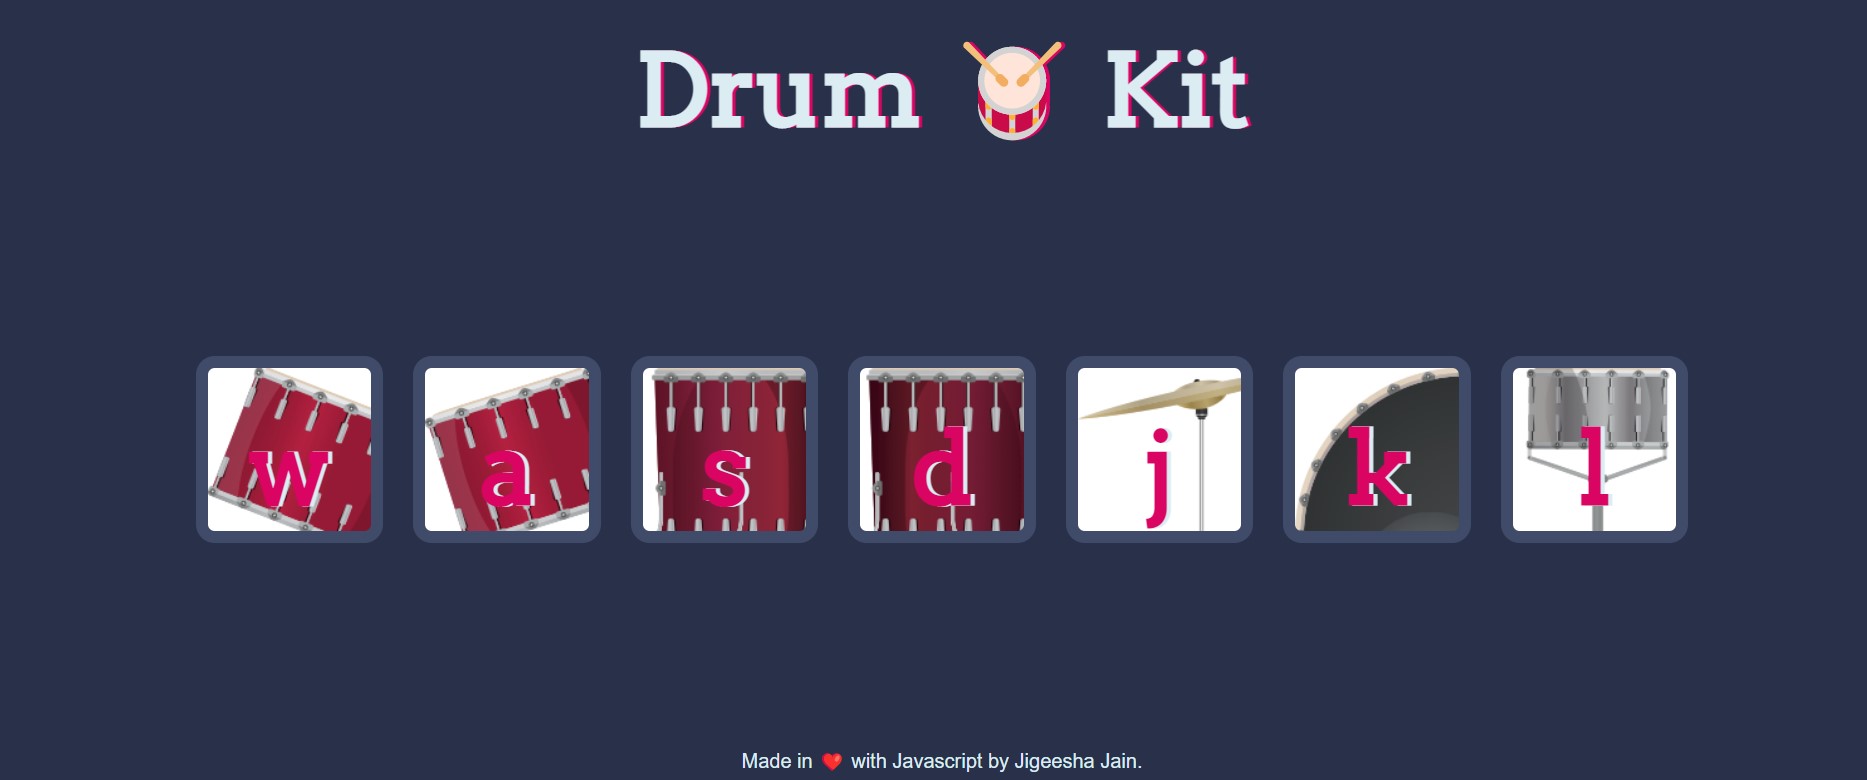 Drum 🥁 Kit
w a s d j k l
Made in ❤️ with Javascript by Jigeesha Jain.